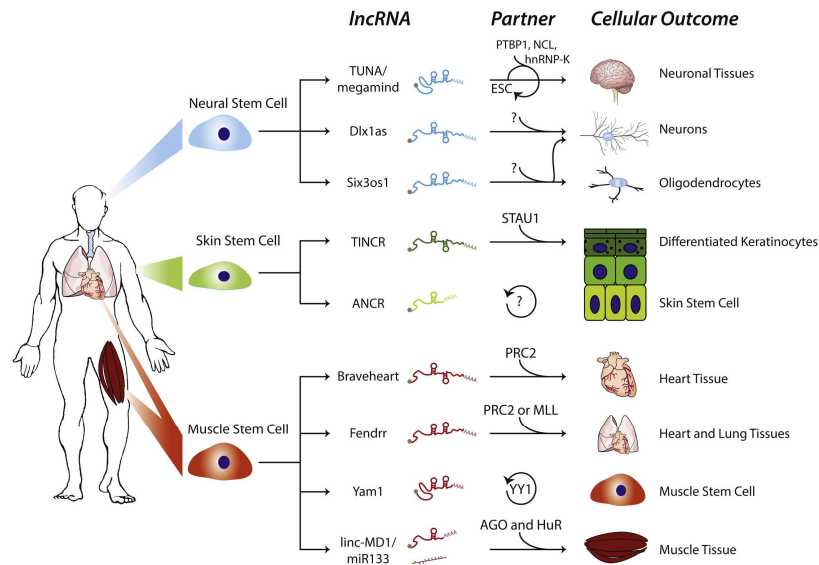 lncRNA Partner Cellular Outcome
PTBP1, NCL,
hnRNP-K
TUNA/
megamind
ESC
Neuronal Tissues
Neural Stem Cell
Dlx1as
?
Neurons
Six3os1
?
Oligodendrocytes
Skin Stem Cell
TINCR
STAU1
Differentiated Keratinocytes
ANCR
?
Skin Stem Cell
Braveheart
PRC2
Heart Tissue
Muscle Stem Cell
Fendrr
PRC2 or MLL
Heart and Lung Tissues
Yam1
YY1
Muscle Stem Cell
linc-MD1/
miR133
AGO and HuR
Muscle Tissue